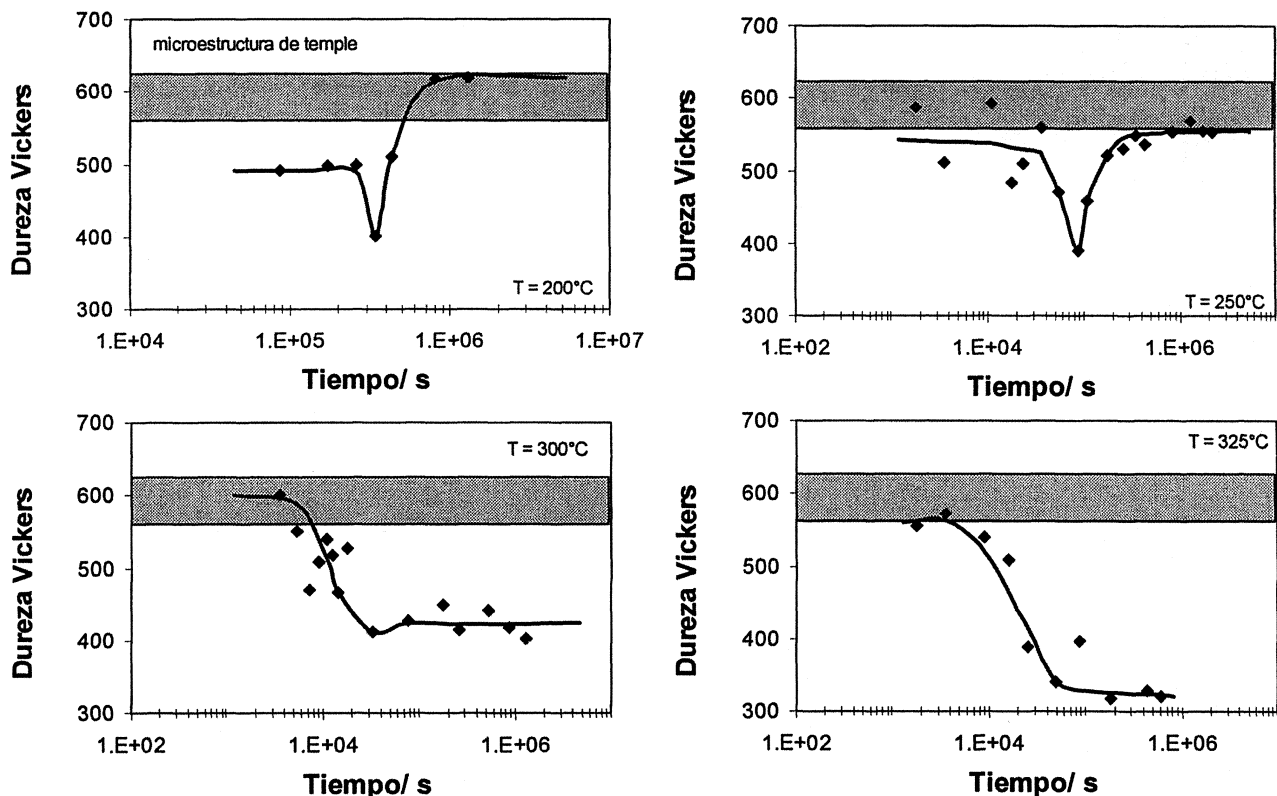 700
microestructura de temple
600
500
400
300
Dureza Vickers
T = 200°C
1.E+04 1.E+05 1.E+06 1.E+07
Tiempo/ s
700
600
500
400
300
Dureza Vickers
T = 250°C
1.E+02 1.E+04 1.E+06
Tiempo/ s
700
600
500
400
300
Dureza Vickers
T = 300°C
1.E+02 1.E+04 1.E+06
Tiempo/ s
700
600
500
400
300
Dureza Vickers
T = 325°C
1.E+02 1.E+04 1.E+06
Tiempo/ s